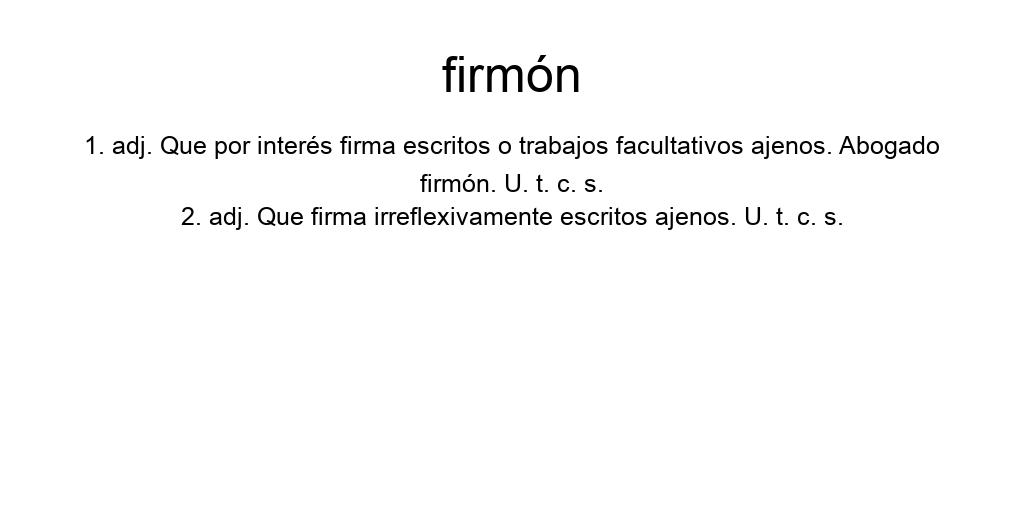 firmón
1. adj. Que por interés firma escritos o trabajos facultativos ajenos. Abogado
firmón. U. t. c. s.
2. adj. Que firma irreflexivamente escritos ajenos. U. t. c. s.